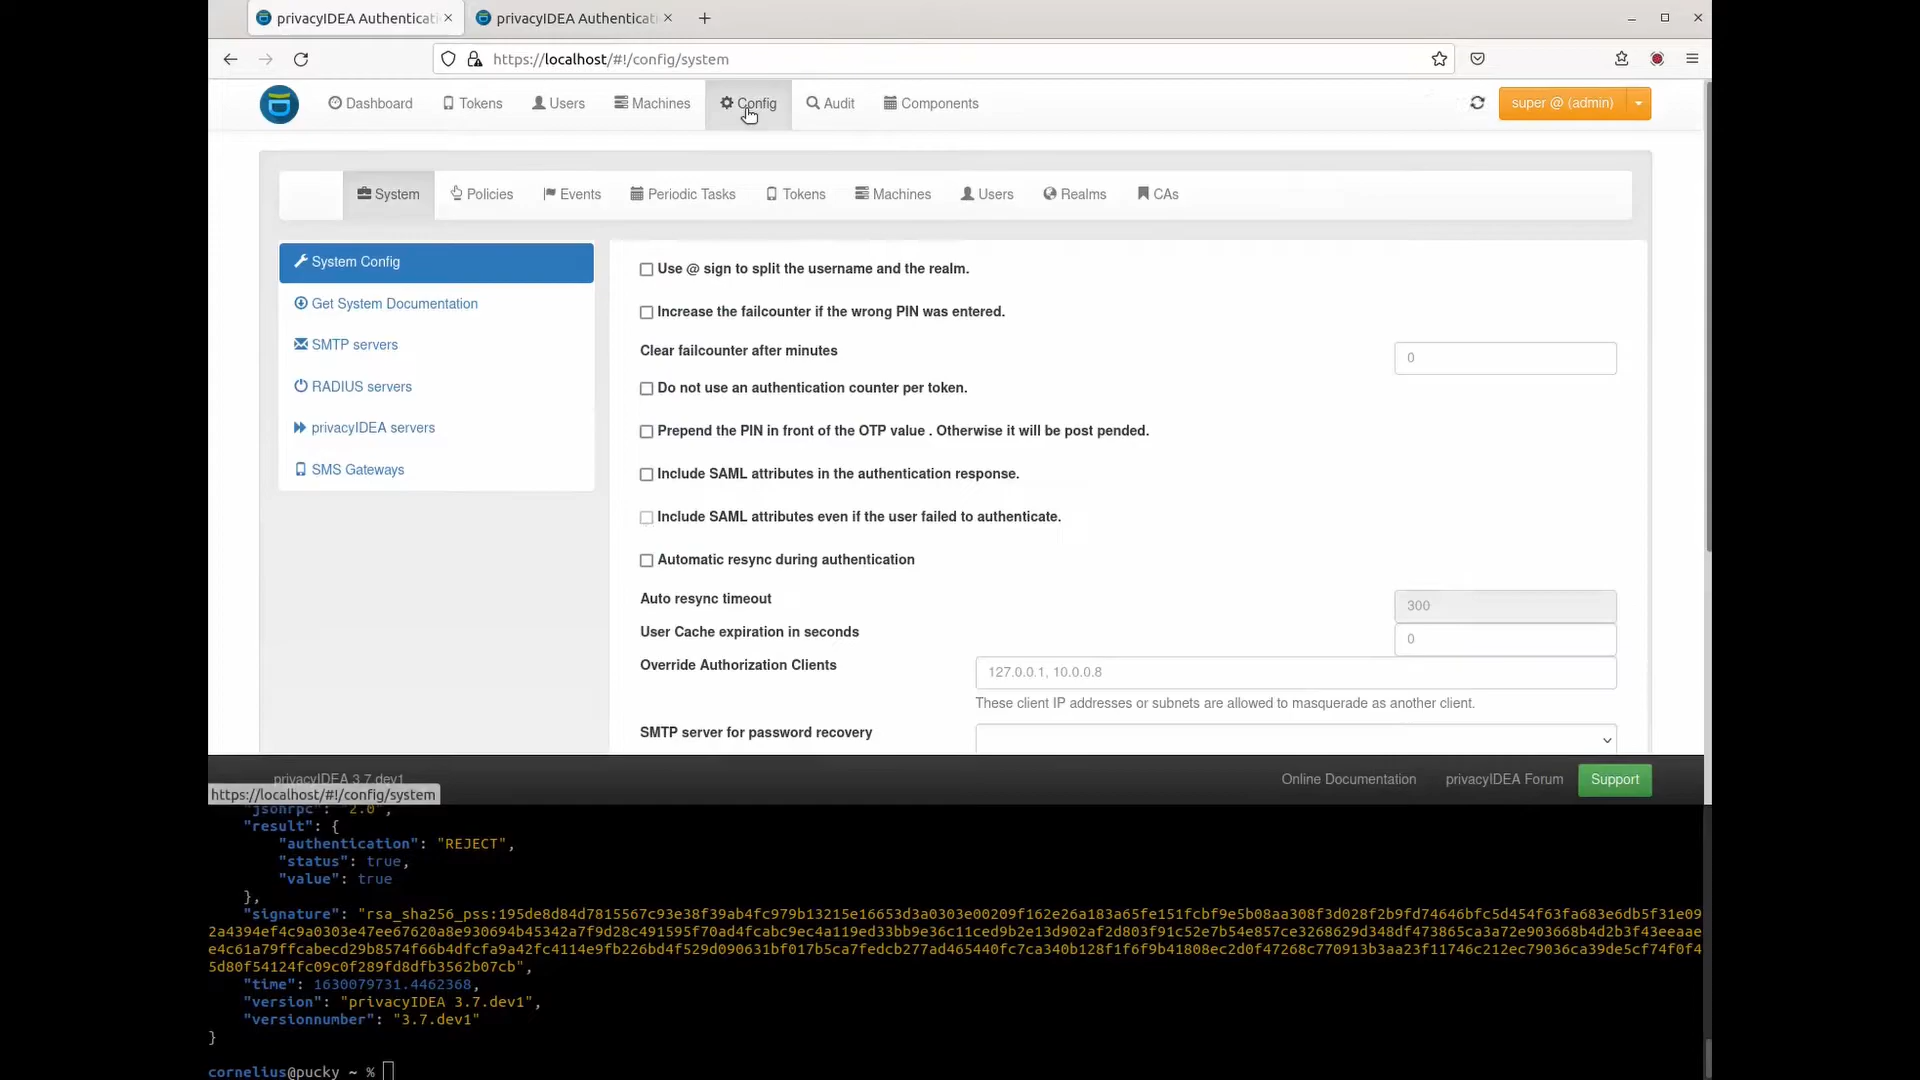 privacyIDEA Authenticati
privacyIDEA Authenticat
https://localhost/#!/config/system
Dashboard
Tokens
Users
Machines
Config
Audit
Components
super @ (admin)
System
Policies
Events
Periodic Tasks
Tokens
Machines
Users
Realms
CAs
System Config
Get System Documentation
SMTP servers
RADIUS servers
privacyIDEA servers
SMS Gateways
Use @ sign to split the username and the realm.
Increase the failcounter if the wrong PIN was entered.
Clear failcounter after minutes
0
Do not use an authentication counter per token.
Prepend the PIN in front of the OTP value . Otherwise it will be post pended.
Include SAML attributes in the authentication response.
Include SAML attributes even if the user failed to authenticate.
Automatic resync during authentication
Auto resync timeout
300
User Cache expiration in seconds
0
Override Authorization Clients
127.0.0.1, 10.0.0.8
These client IP addresses or subnets are allowed to masquerade as another client.
SMTP server for password recovery
privacyIDEA 3.7.dev1
Online Documentation
privacyIDEA Forum
Support
https://localhost/#!/config/system
"jsonrpc": "2.0",
"result": {
"authentication": "REJECT",
"status": true,
"value": true
},
"signature": "rsa_sha256_pss:195de8d84d7815567c93e38f39ab4fc979b13215e16653d3a0303e00209f162e26a183a65fe151fcbf9e5b08aa308f3d028f2b9fd74646bfc5d454f63fa683e6db5f31e09
2a4394ef4c9a0303e47ee67620a8e930694b45342a7f9d28c491595f70ad4fcabc9ec4a119ed33bb9e36c11ced9b2e13d902af2d803f91c52e7b54e857ce3268629d348df473865ca3a72e903668b4d2b3f43eeaae
e4c61a79ffcabecd29b8574f66b4dfcfa9a42fc4114e9fb226bd4f529d090631bf017b5ca7fedcb277ad465440fc7ca340b128f1f6f9b41808ec2d0f47268c770913b3aa23f11746c212ec79036ca39de5cf74f0f4
5d80f54124fc09c0f289fd8dfb3562b07cb",
"time": 1630079731.4462368,
"version": "privacyIDEA 3.7.dev1",
"versionnumber": "3.7.dev1"
}
cornelius@pucky ~ %